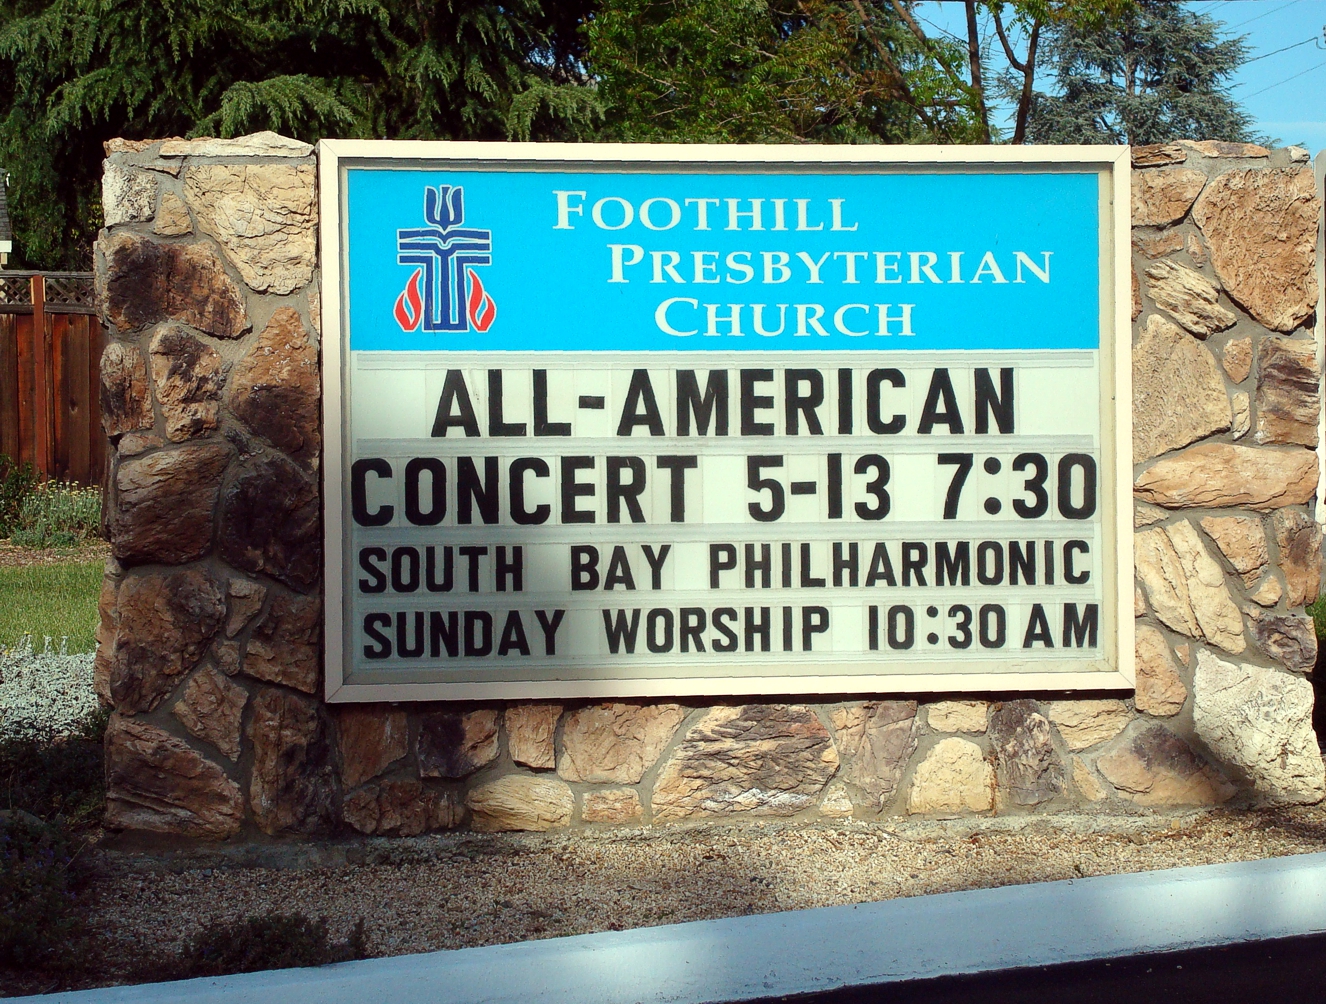 FOOTHILL
PRESBYTERIAN
CHURCH
ALL-AMERICAN
CONCERT 5-13 7:30
SOUTH BAY PHILHARMONIC
SUNDAY WORSHIP 10:30 AM